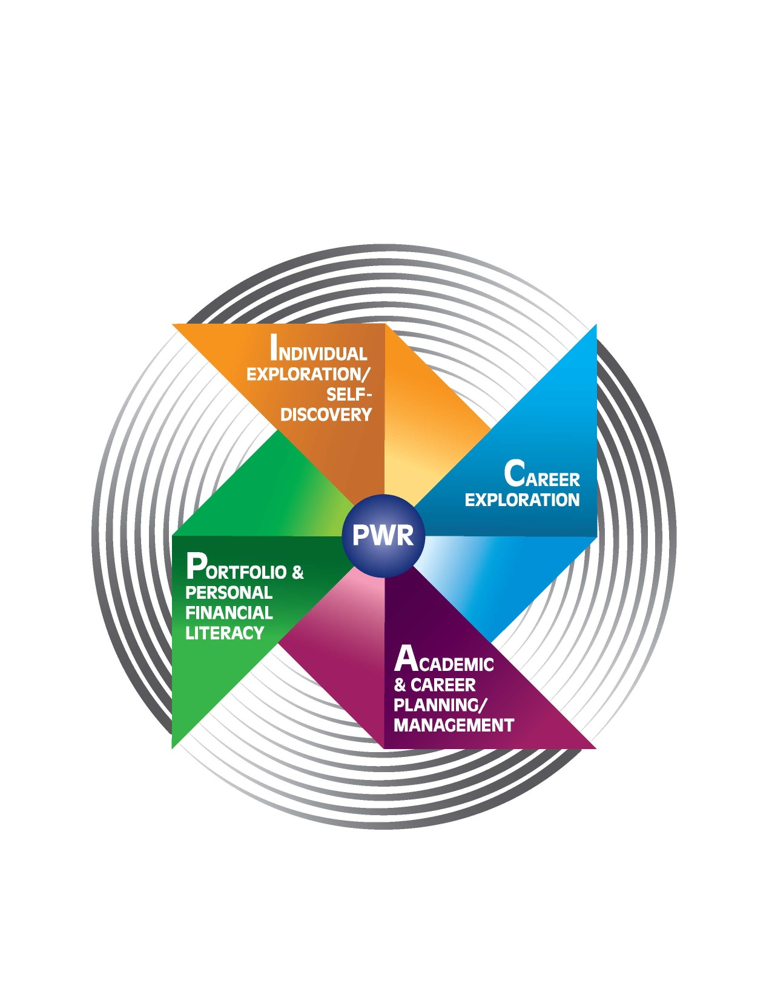 INDIVIDUAL
EXPLORATION/
SELF-
DISCOVERY
CAREER
EXPLORATION
PWR
PORTFOLIO &
PERSONAL
FINANCIAL
LITERACY
ACADEMIC
& CAREER
PLANNING/
MANAGEMENT